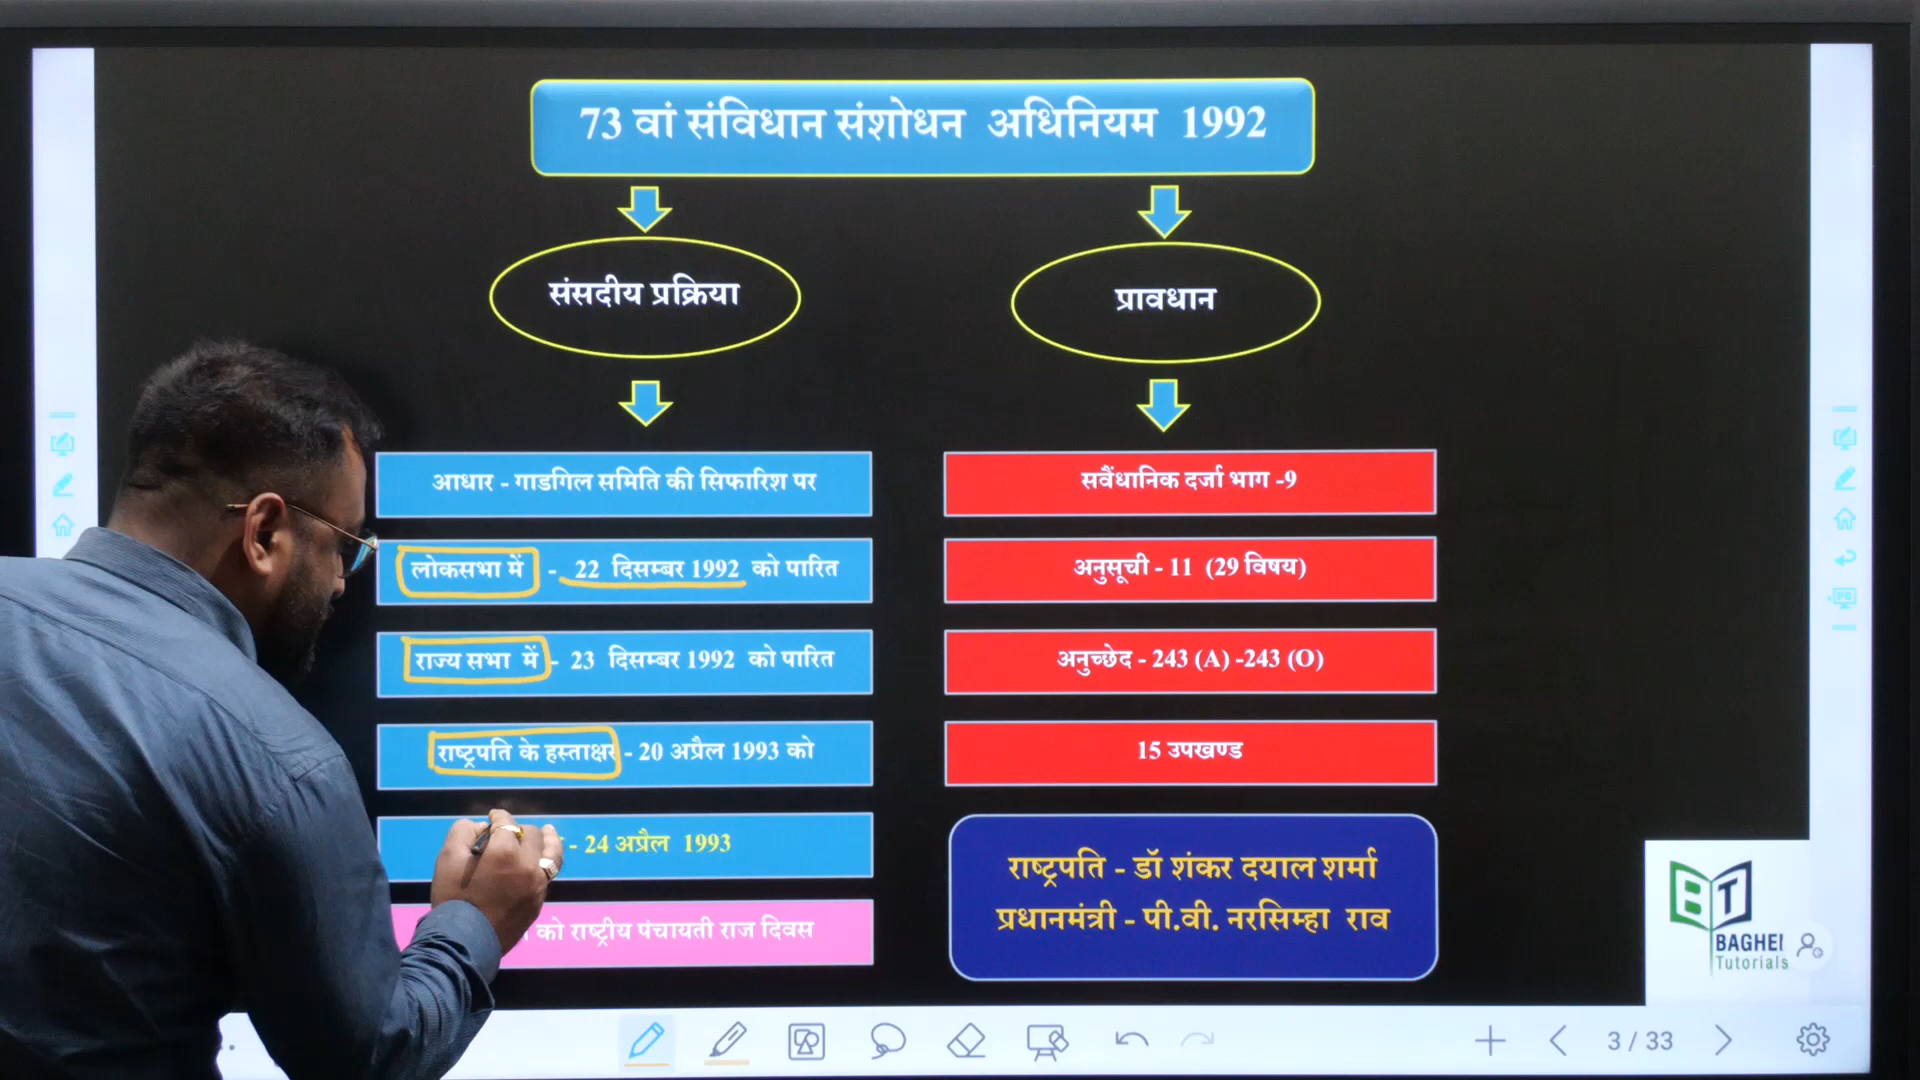 73 वां संविधान संशोधन अधिनियम 1992
संसदीय प्रक्रिया
प्रावधान
आधार - गाडगिल समिति की सिफारिश पर
लोकसभा में - 22 दिसम्बर 1992 को पारित
राज्य सभा में - 23 दिसम्बर 1992 को पारित
राष्ट्रपति के हस्ताक्षर - 20 अप्रैल 1993 को
- 24 अप्रैल 1993
को राष्ट्रीय पंचायती राज दिवस
सवैंधानिक दर्जा भाग -9
अनुसूची - 11 (29 विषय)
अनुच्छेद - 243 (A) -243 (O)
15 उपखण्ड
राष्ट्रपति - डॉ शंकर दयाल शर्मा
प्रधानमंत्री - पी.वी. नरसिम्हा राव
BT
BAGHEL
Tutorials
3 / 33